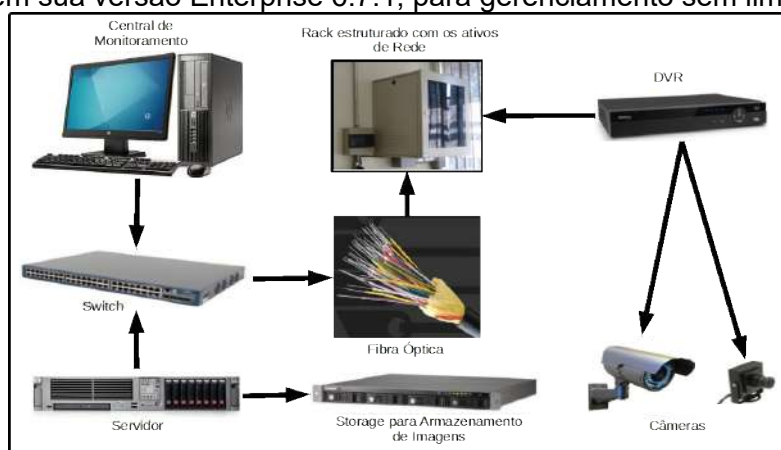 em sua versão Enterprise 6.7.1, para gerenciamento sem lim
Central de
Monitoramento
Rack estruturado com os ativos
de Rede
DVR
Switch
Fibra Óptica
Servidor
Storage para Armazenamento
de Imagens
Câmeras